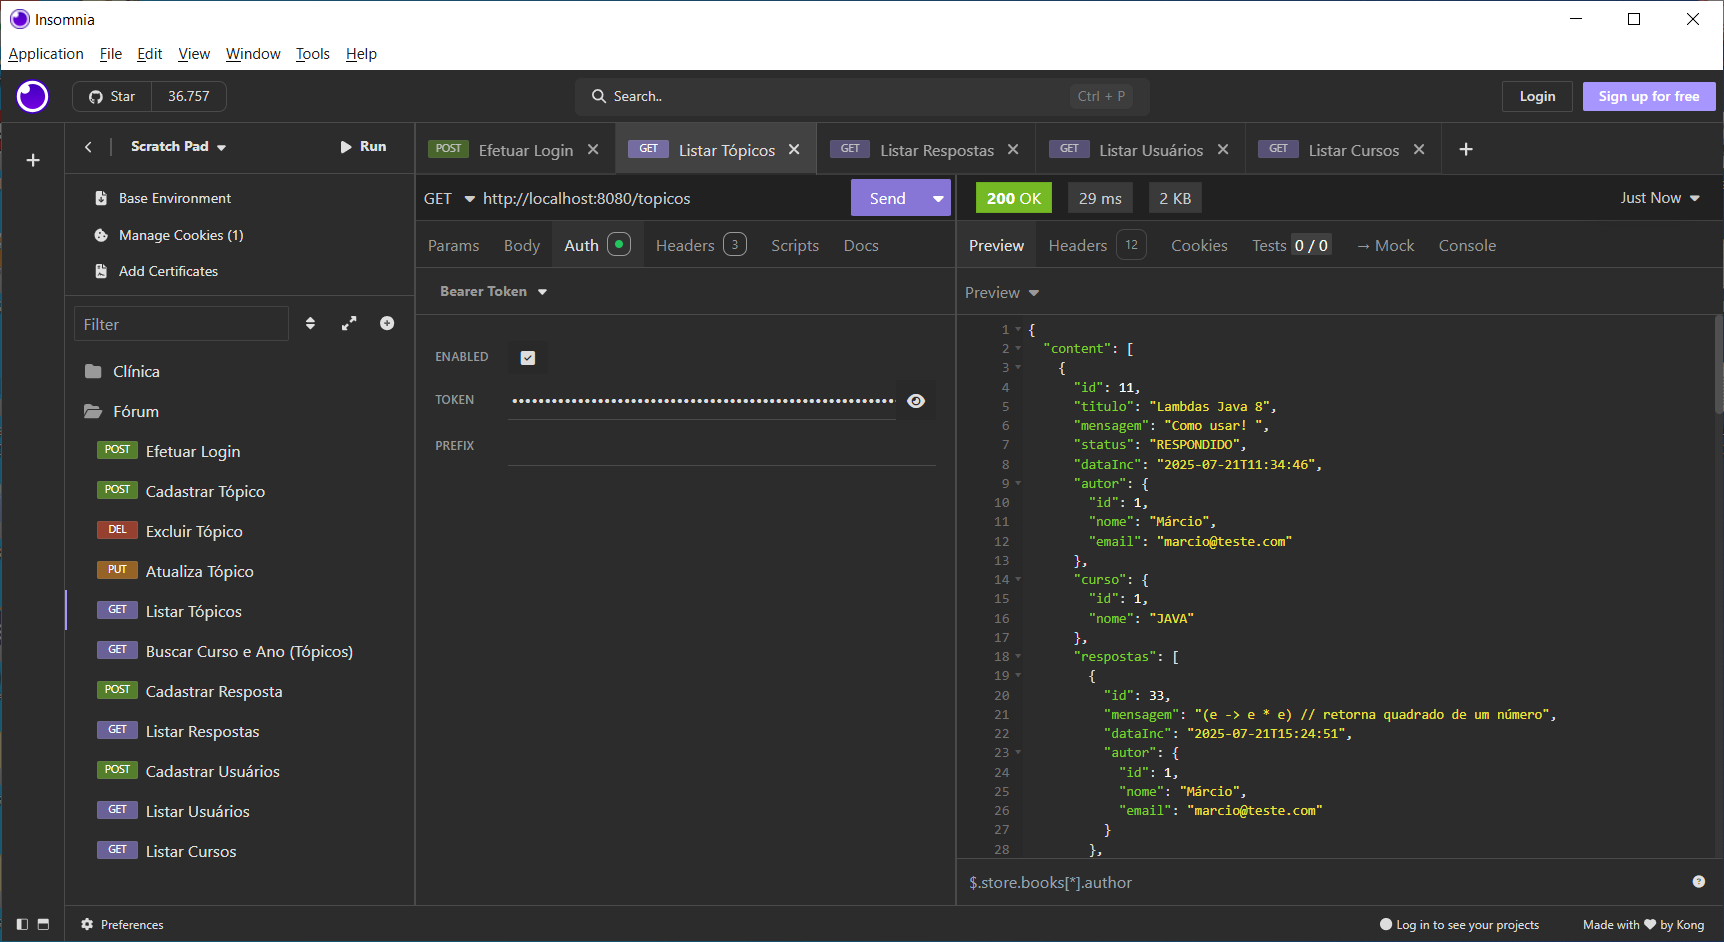 Insomnia
Application File Edit View Window Tools Help
Star 36.757
Search.. Ctrl + P
Login Sign up for free
Scratch Pad Run
Base Environment
Manage Cookies (1)
Add Certificates
Filter
Clínica
Fórum
POST Efetuar Login
POST Cadastrar Tópico
DEL Excluir Tópico
PUT Atualiza Tópico
GET Listar Tópicos
GET Buscar Curso e Ano (Tópicos)
POST Cadastrar Resposta
GET Listar Respostas
POST Cadastrar Usuários
GET Listar Usuários
GET Listar Cursos
POST Efetuar Login GET Listar Tópicos GET Listar Respostas GET Listar Usuários GET Listar Cursos
GET http://localhost:8080/topicos Send
Params Body Auth Headers 3 Scripts Docs
Bearer Token
ENABLED
TOKEN
PREFIX
200 OK 29 ms 2 KB Just Now
Preview Headers 12 Cookies Tests 0 / 0 → Mock Console
Preview
1 {
2 "content": [
3 {
4 "id": 11,
5 "titulo": "Lambdas Java 8",
6 "mensagem": "Como usar! ",
7 "status": "RESPONDIDO",
8 "dataInc": "2025-07-21T11:34:46",
9 "autor": {
10 "id": 1,
11 "nome": "Márcio",
12 "email": "marcio@teste.com"
13 },
14 "curso": {
15 "id": 1,
16 "nome": "JAVA"
17 },
18 "respostas": [
19 {
20 "id": 33,
21 "mensagem": "(e -> e * e) // retorna quadrado de um número",
22 "dataInc": "2025-07-21T15:24:51",
23 "autor": {
24 "id": 1,
25 "nome": "Márcio",
26 "email": "marcio@teste.com"
27 }
28 },
$.store.books[*].author
Preferences
Log in to see your projects
Made with ❤ by Kong